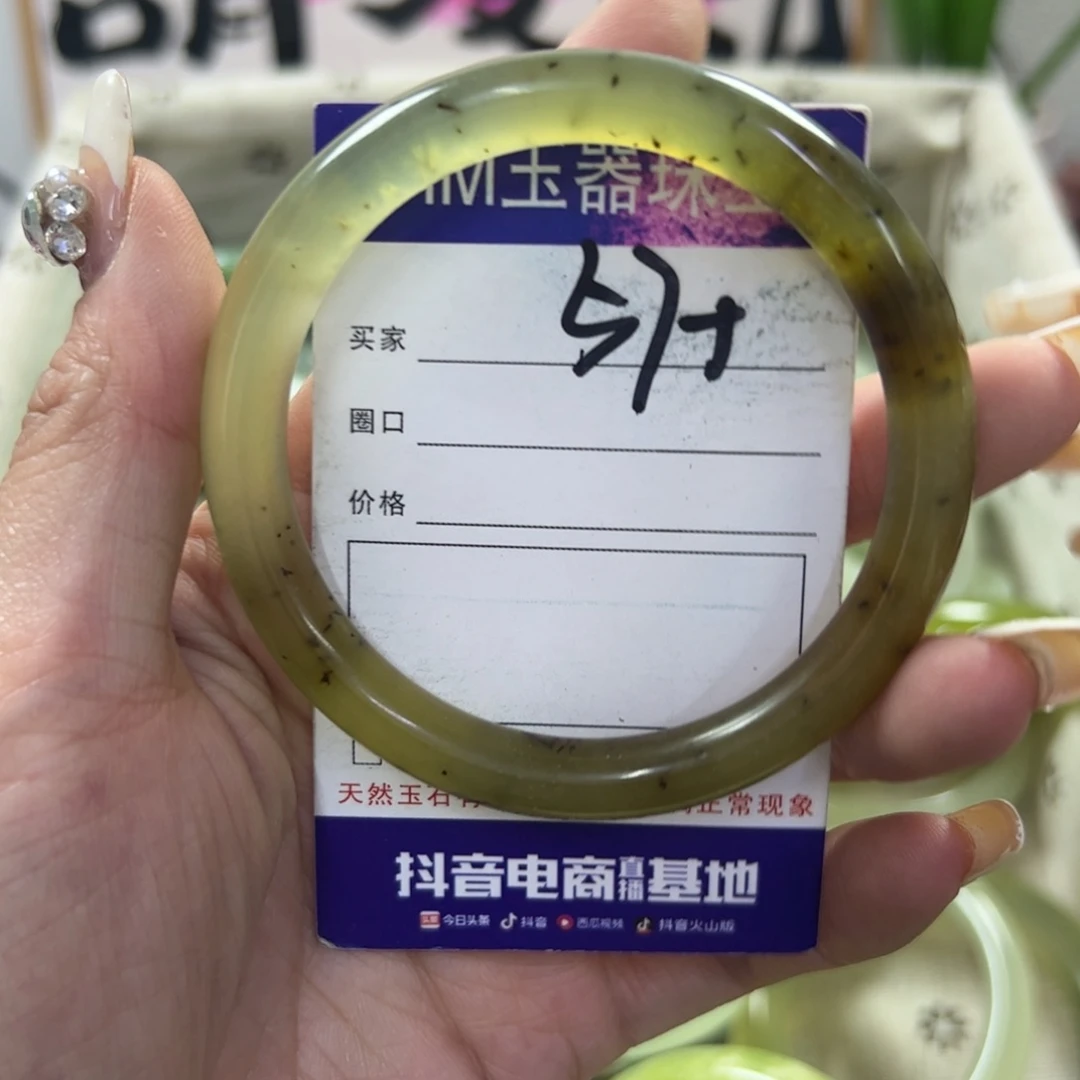 玉器珠
买家
57+
圈口
价格
天然玉石
正常现象
抖音电商直播基地
今日头条 抖音 西瓜视频 抖音火山版